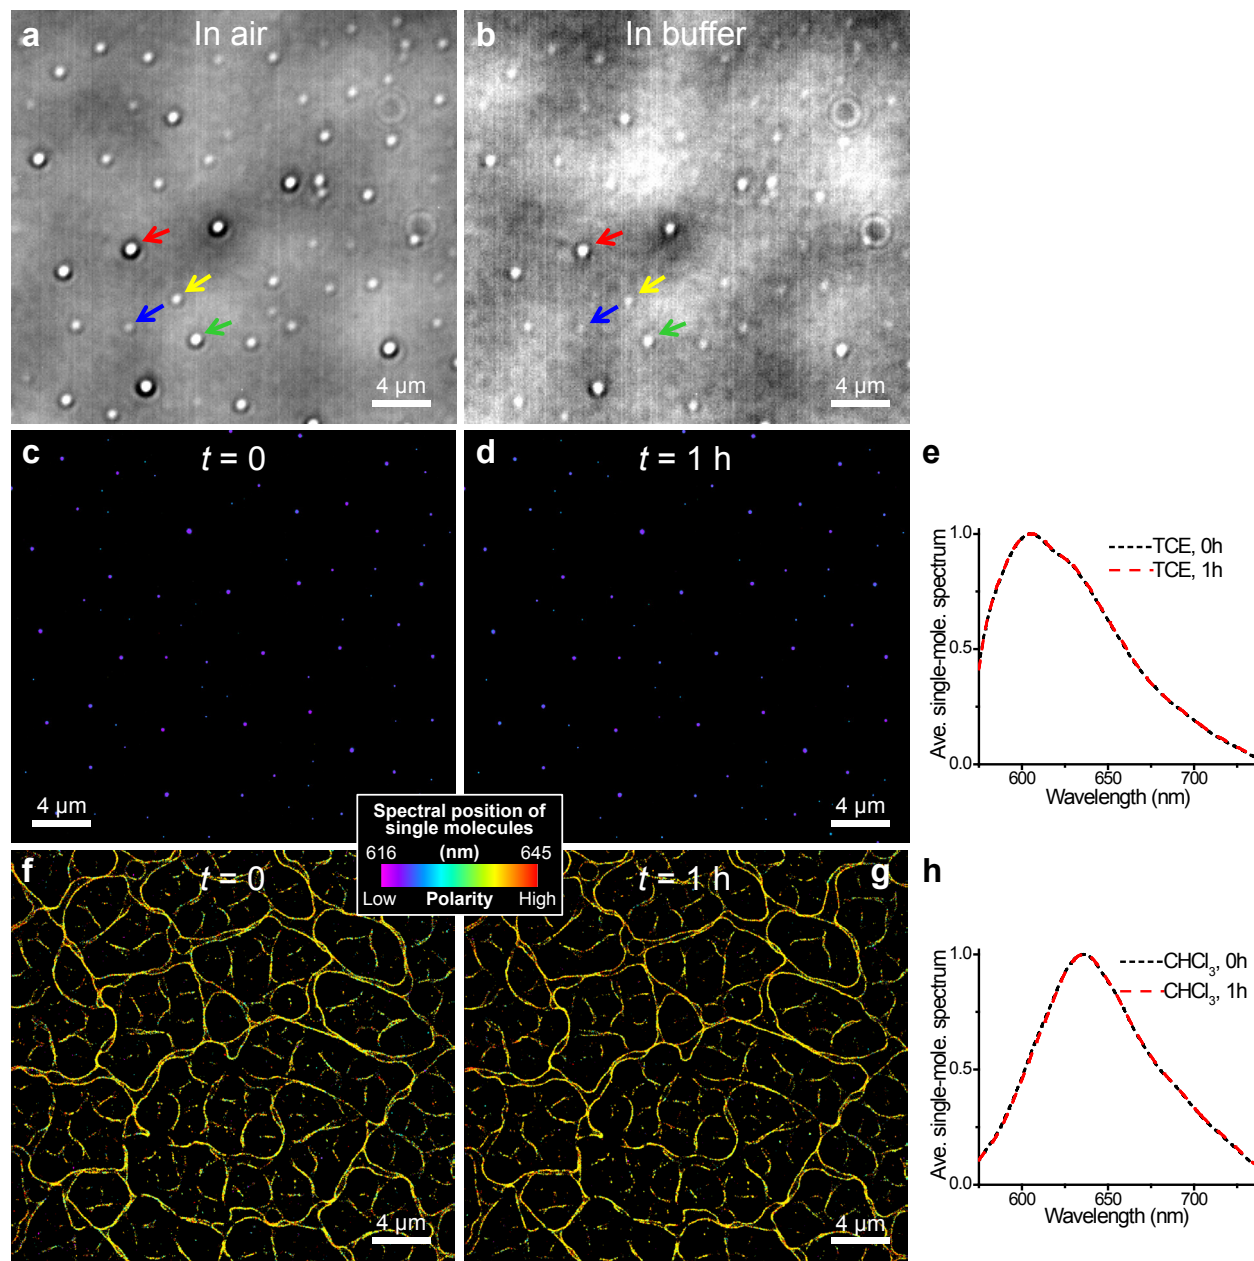 a
In air
4 µm
b
In buffer
4 µm
c
t = 0
4 µm
d
t = 1 h
4 µm
e
Ave. single-mole. spectrum
1.0
0.5
0.0
TCE, 0h
TCE, 1h
600
650
700
Wavelength (nm)
Spectral position of
single molecules
616 (nm) 645
Low Polarity High
f
t = 0
4 µm
t = 1 h
g
4 µm
h
Ave. single-mole. spectrum
1.0
0.5
0.0
CHCl₃, 0h
CHCl₃, 1h
600
650
700
Wavelength (nm)